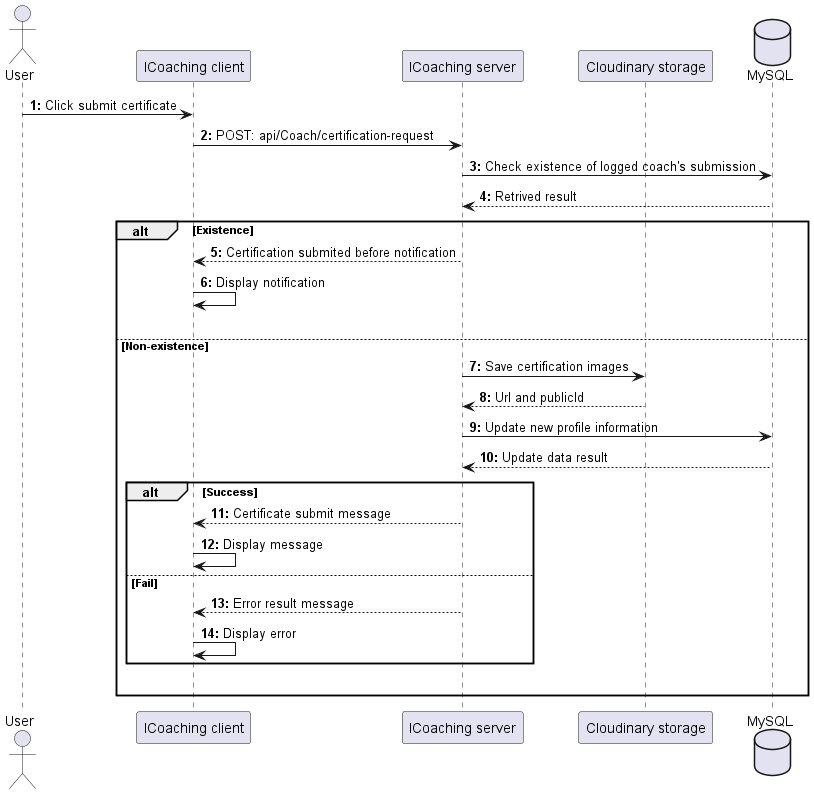 User
ICoaching client
ICoaching server
Cloudinary storage
MySQL
1: Click submit certificate
2: POST: api/Coach/certification-request
3: Check existence of logged coach's submission
4: Retrived result
alt [Existence]
5: Certification submited before notification
6: Display notification
[Non-existence]
7: Save certification images
8: Url and publicId
9: Update new profile information
10: Update data result
alt [Success]
11: Certificate submit message
12: Display message
[Fail]
13: Error result message
14: Display error
User
ICoaching client
ICoaching server
Cloudinary storage
MySQL